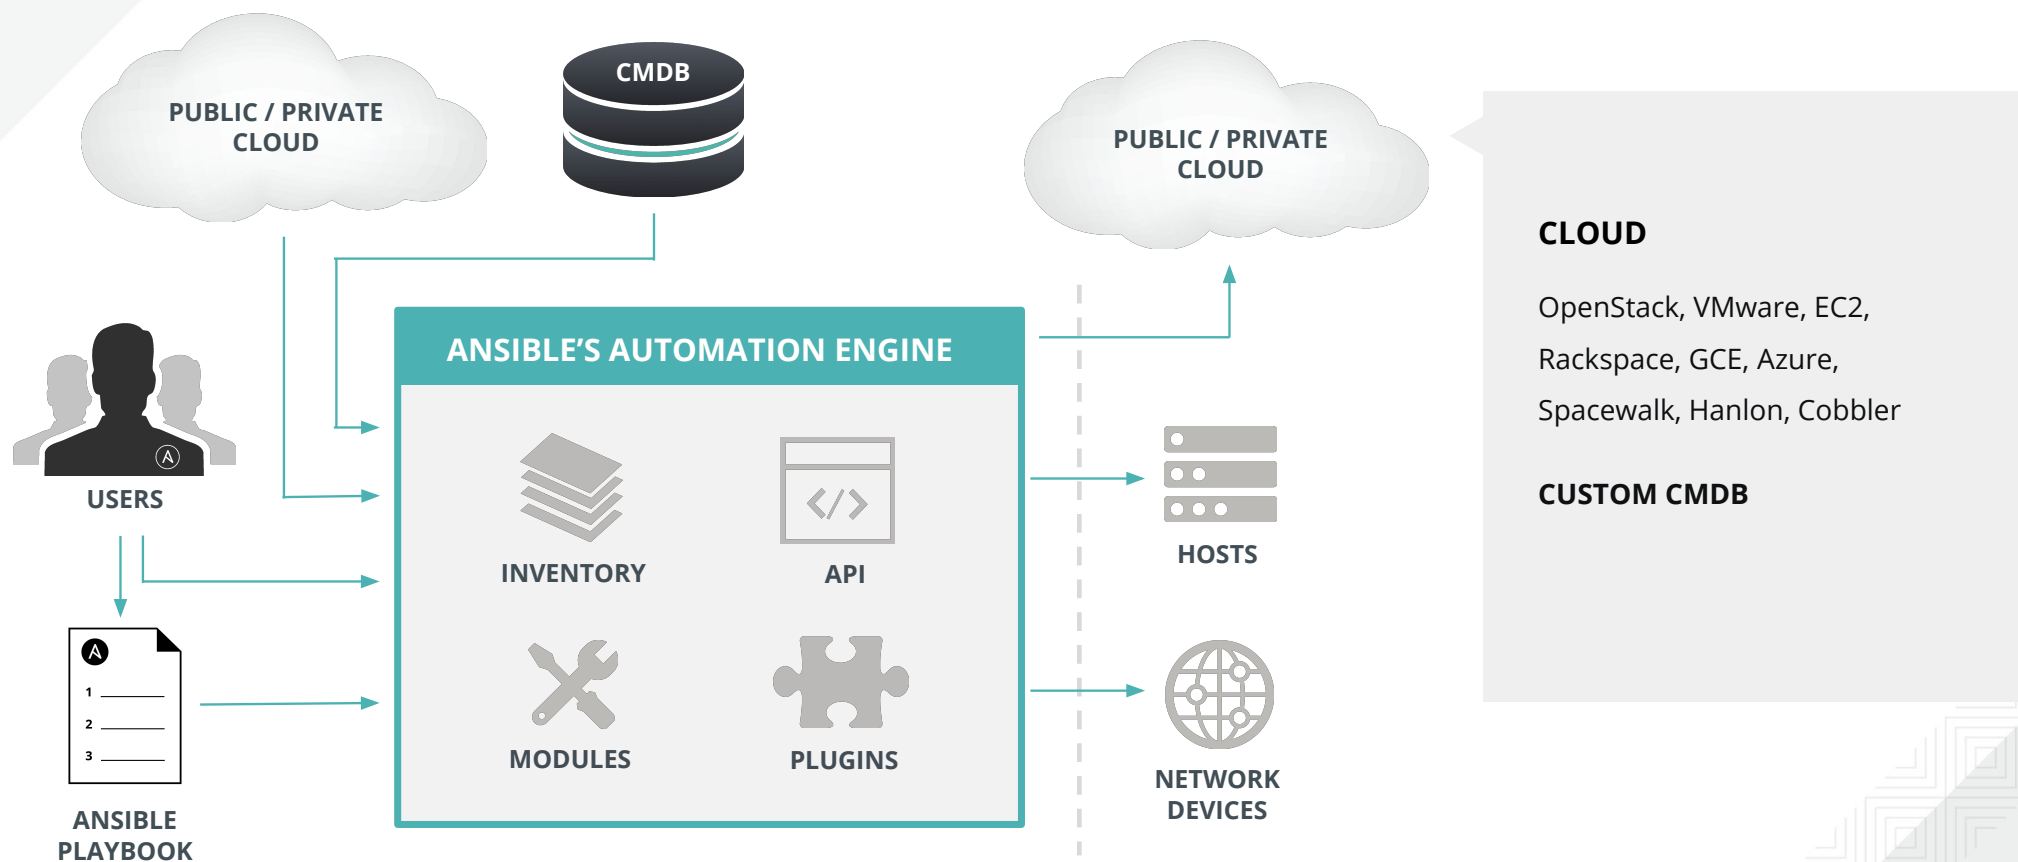 PUBLIC / PRIVATE
CLOUD
CMDB
PUBLIC / PRIVATE
CLOUD
USERS
ANSIBLE’S AUTOMATION ENGINE
INVENTORY
API
MODULES
PLUGINS
1
2
3
ANSIBLE
PLAYBOOK
HOSTS
NETWORK
DEVICES
CLOUD
OpenStack, VMware, EC2,
Rackspace, GCE, Azure,
Spacewalk, Hanlon, Cobbler
CUSTOM CMDB